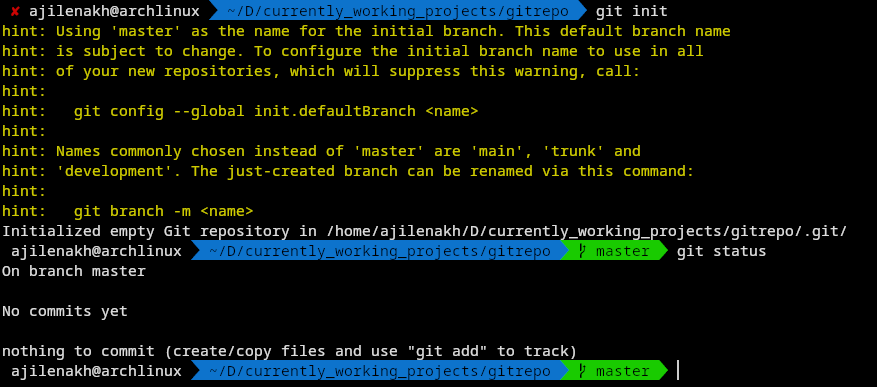 ✘ ajilenakh@archlinux ~/D/currently_working_projects/gitrepo git init
hint: Using 'master' as the name for the initial branch. This default branch name
hint: is subject to change. To configure the initial branch name to use in all
hint: of your new repositories, which will suppress this warning, call:
hint:
hint:   git config --global init.defaultBranch <name>
hint:
hint: Names commonly chosen instead of 'master' are 'main', 'trunk' and
hint: 'development'. The just-created branch can be renamed via this command:
hint:
hint:   git branch -m <name>
Initialized empty Git repository in /home/ajilenakh/D/currently_working_projects/gitrepo/.git/
ajilenakh@archlinux ~/D/currently_working_projects/gitrepo master git status
On branch master
No commits yet
nothing to commit (create/copy files and use "git add" to track)
ajilenakh@archlinux ~/D/currently_working_projects/gitrepo master